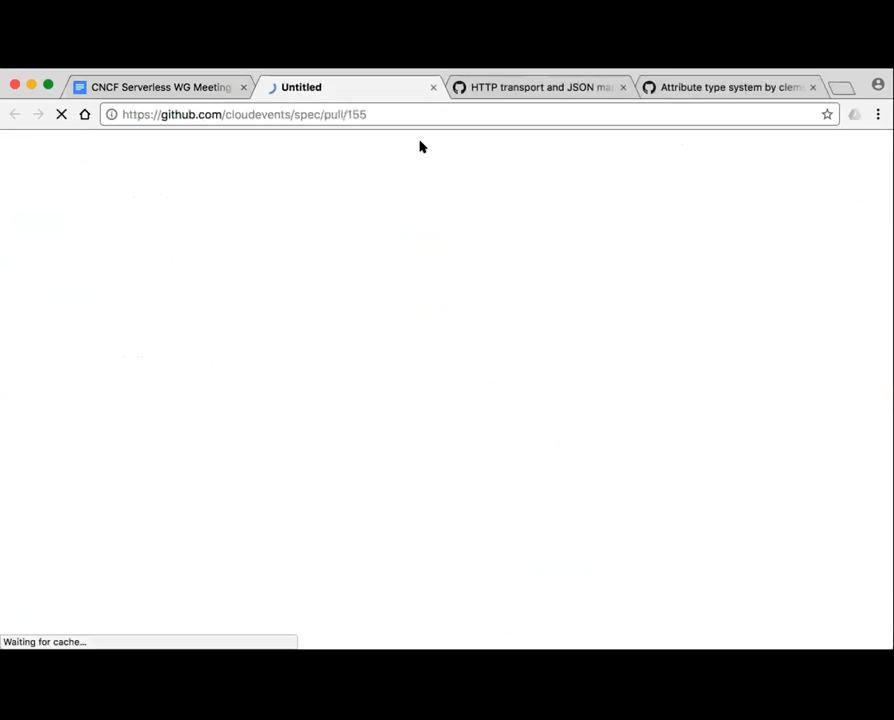 CNCF Serverless WG Meeting
Untitled
HTTP transport and JSON ma
Attribute type system by clem
https://github.com/cloudevents/spec/pull/155
Waiting for cache...